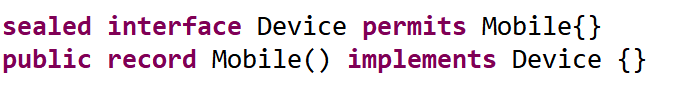 sealed interface Device permits Mobile{}
public record Mobile() implements Device {}